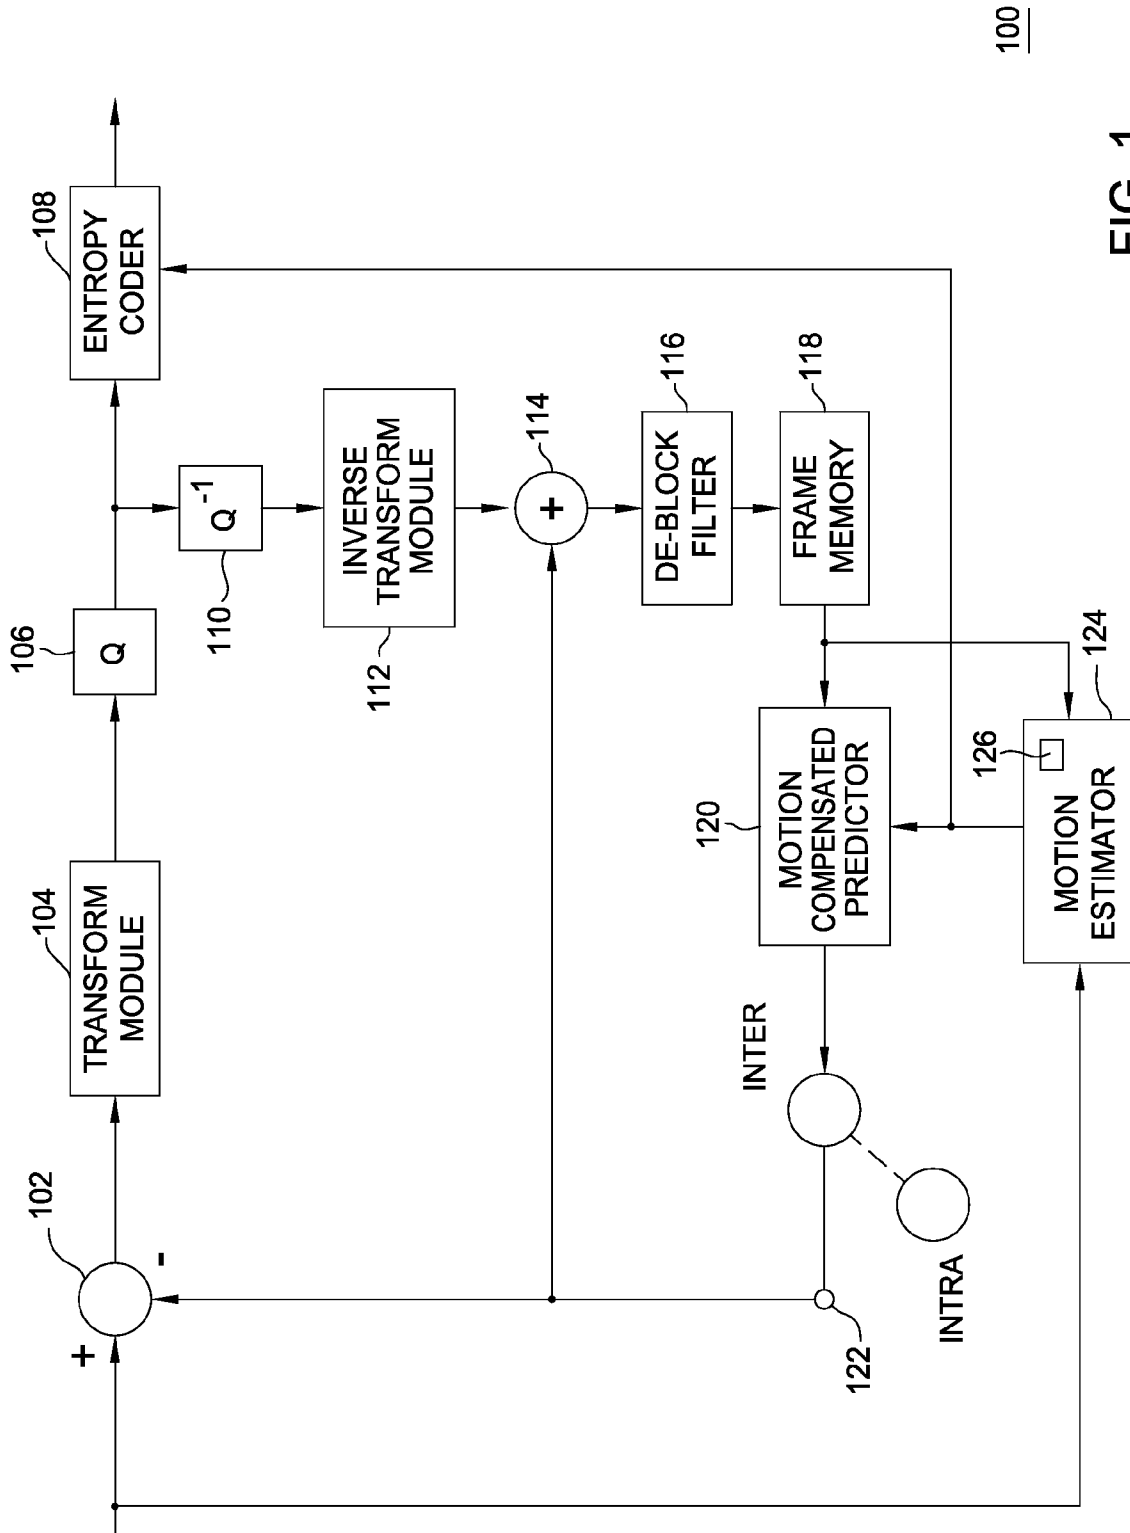 102
+
-
104
TRANSFORM
MODULE
106
Q
108
ENTROPY
CODER
110
Q-1
112
INVERSE
TRANSFORM
MODULE
114
+
116
DE-BLOCK
FILTER
118
FRAME
MEMORY
120
MOTION
COMPENSATED
PREDICTOR
INTER
INTRA
122
124
126
MOTION
ESTIMATOR
100
FIG. 1